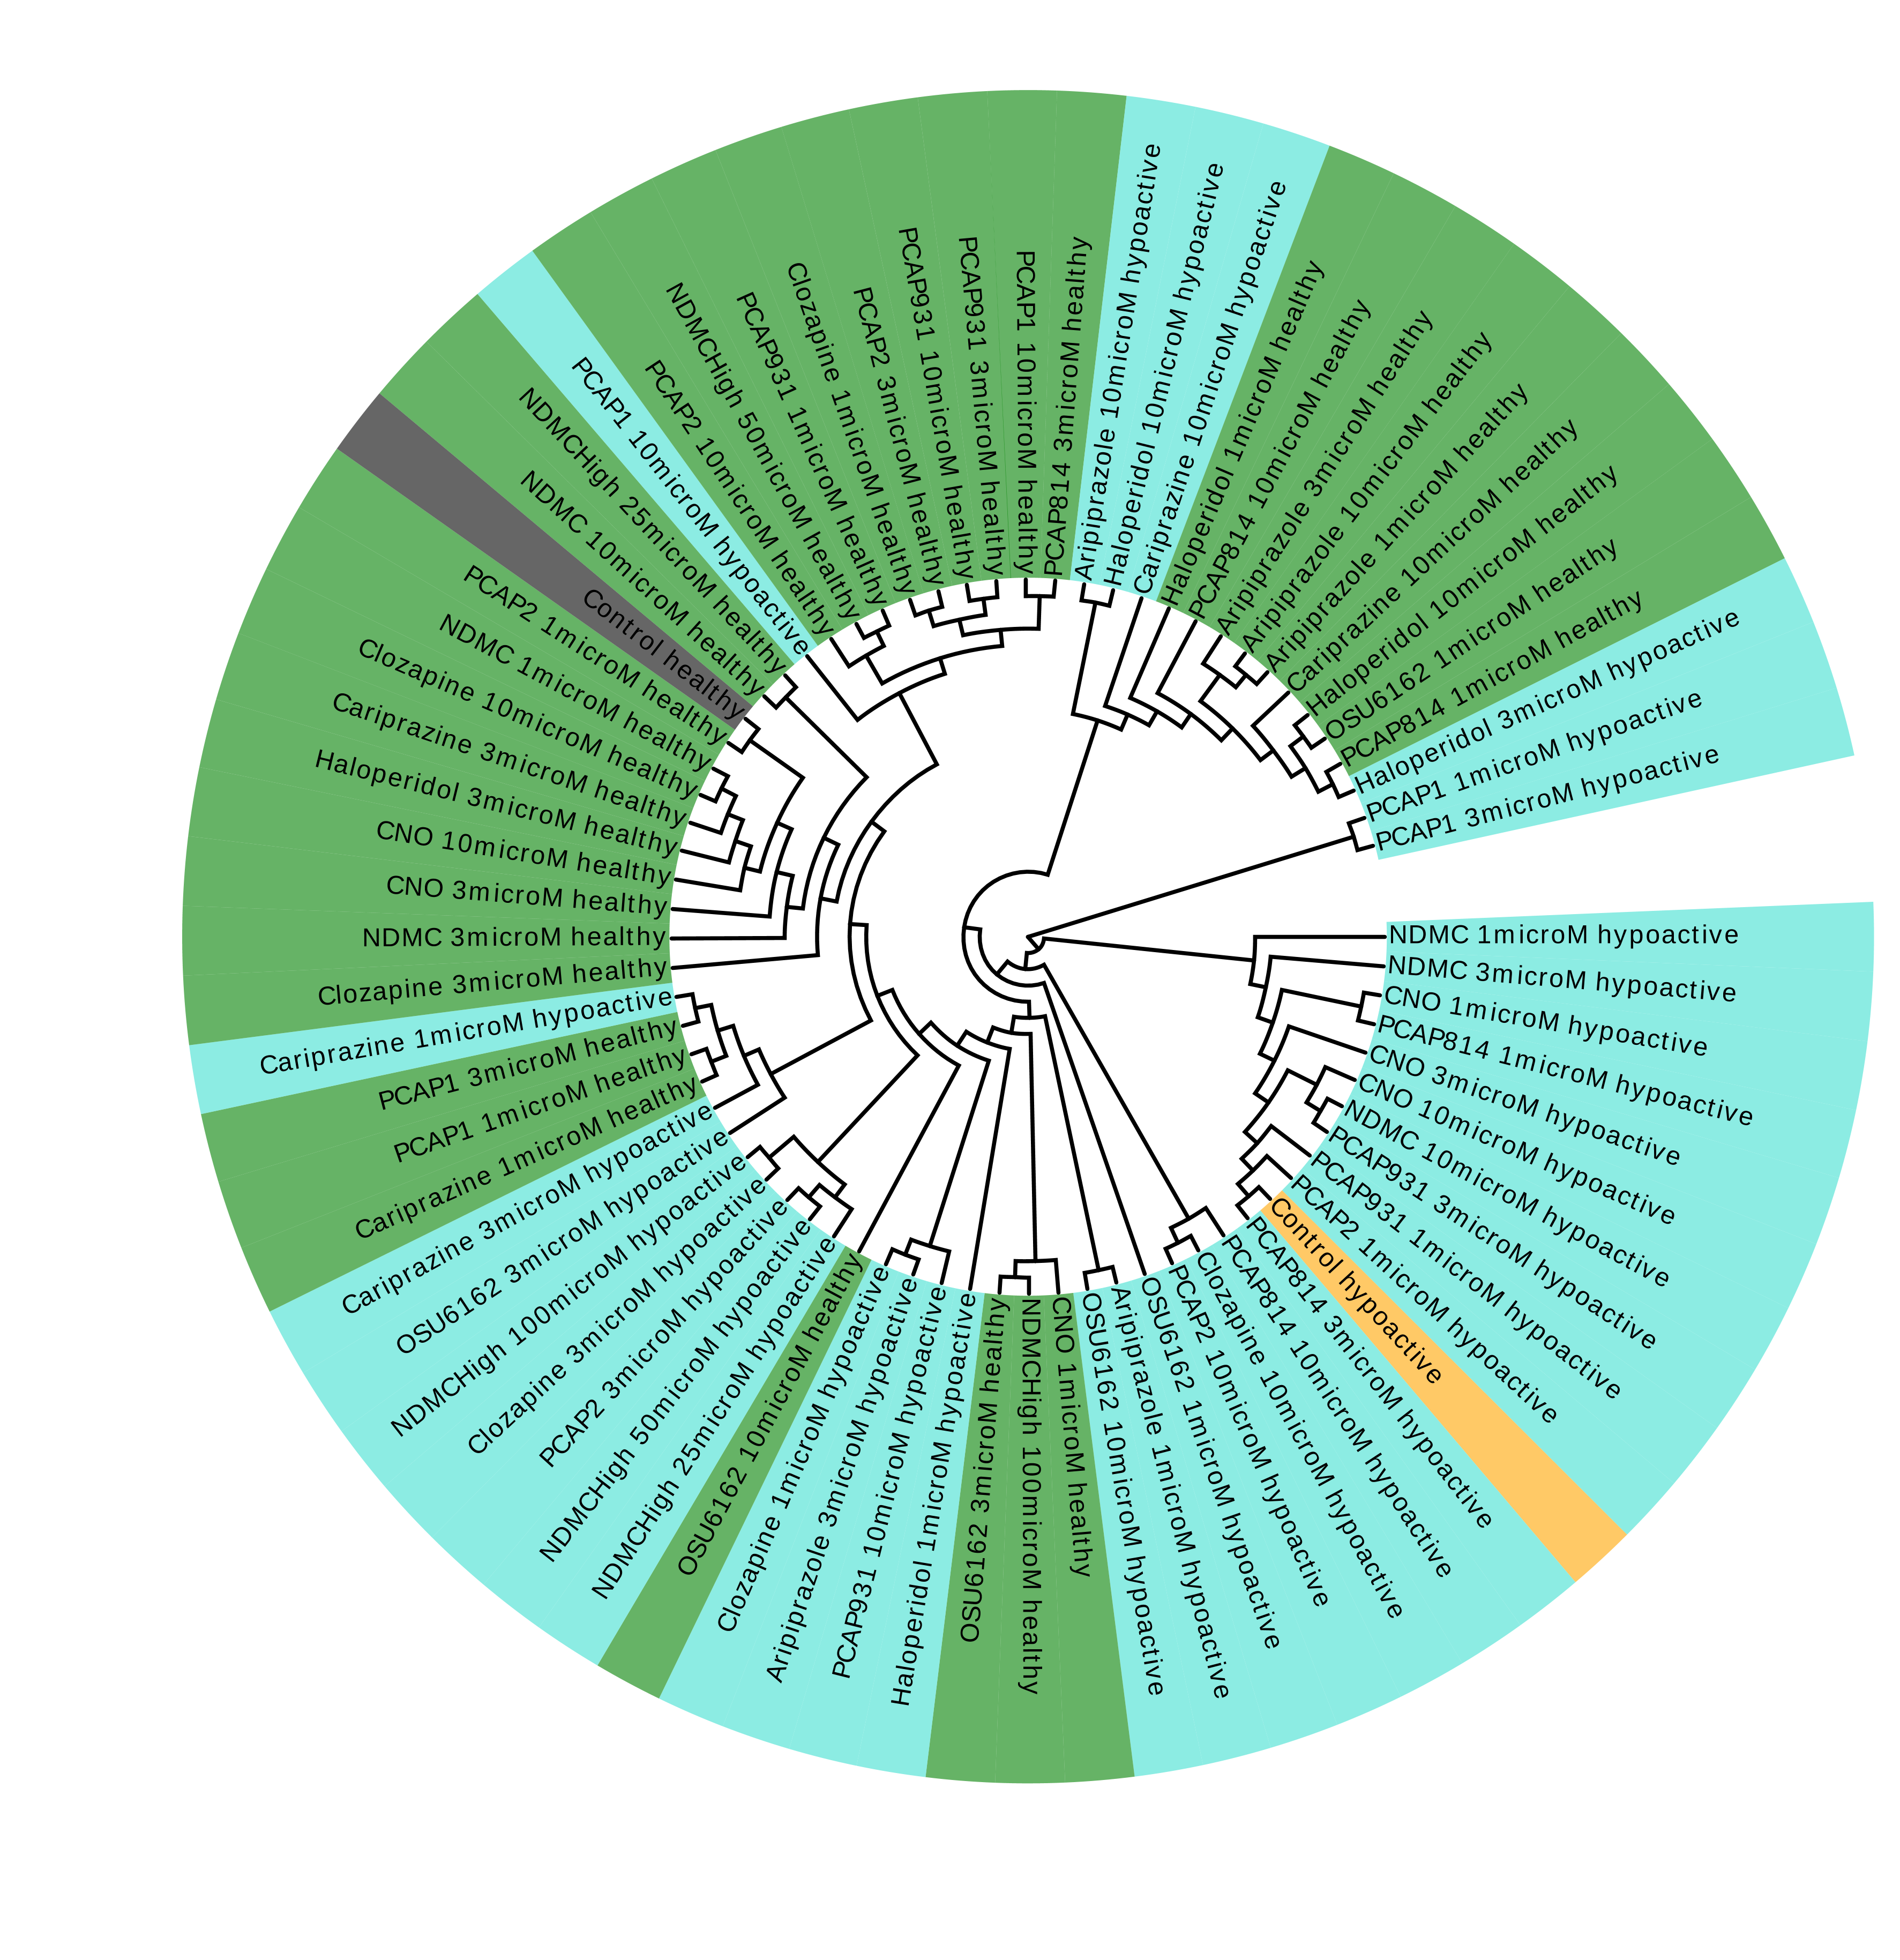 Aripiprazole 10microM hypoactive
Haloperidol 10microM hypoactive
Cariprazine 10microM hypoactive
Haloperidol 1microM healthy
PCAP814 10microM healthy
Aripiprazole 3microM healthy
Aripiprazole 10microM healthy
Aripiprazole 1microM healthy
Cariprazine 10microM healthy
Haloperidol 10microM healthy
OSU6162 1microM healthy
PCAP814 1microM healthy
Haloperidol 3microM hypoactive
PCAP1 1microM hypoactive
PCAP1 3microM hypoactive
NDMC 1microM hypoactive
NDMC 3microM hypoactive
CNO 1microM hypoactive
PCAP814 1microM hypoactive
CNO 3microM hypoactive
CNO 10microM hypoactive
NDMC 10microM hypoactive
PCAP931 3microM hypoactive
PCAP931 1microM hypoactive
PCAP2 1microM hypoactive
Control hypoactive
PCAP814 3microM hypoactive
PCAP814 10microM hypoactive
Clozapine 10microM hypoactive
PCAP2 10microM hypoactive
OSU6162 1microM hypoactive
Aripiprazole 1microM hypoactive
OSU6162 10microM hypoactive
CNO 1microM healthy
NDMCHigh 100microM healthy
OSU6162 3microM healthy
Haloperidol 1microM hypoactive
PCAP931 10microM hypoactive
Aripiprazole 3microM hypoactive
Clozapine 1microM hypoactive
OSU6162 10microM healthy
NDMCHigh 25microM hypoactive
NDMCHigh 50microM hypoactive
PCAP2 3microM hypoactive
Clozapine 3microM hypoactive
NDMCHigh 100microM hypoactive
OSU6162 3microM hypoactive
Cariprazine 3microM hypoactive
Cariprazine 1microM healthy
PCAP1 1microM healthy
PCAP1 3microM healthy
Cariprazine 1microM hypoactive
Clozapine 3microM healthy
NDMC 3microM healthy
CNO 3microM healthy
CNO 10microM healthy
Haloperidol 3microM healthy
Cariprazine 3microM healthy
Clozapine 10microM healthy
NDMC 1microM healthy
PCAP2 1microM healthy
Control healthy
NDMC 10microM healthy
NDMCHigh 25microM healthy
PCAP1 10microM hypoactive
PCAP2 10microM healthy
NDMCHigh 50microM healthy
PCAP931 1microM healthy
Clozapine 1microM healthy
PCAP2 3microM healthy
PCAP931 10microM healthy
PCAP931 3microM healthy
PCAP1 10microM healthy
PCAP814 3microM healthy